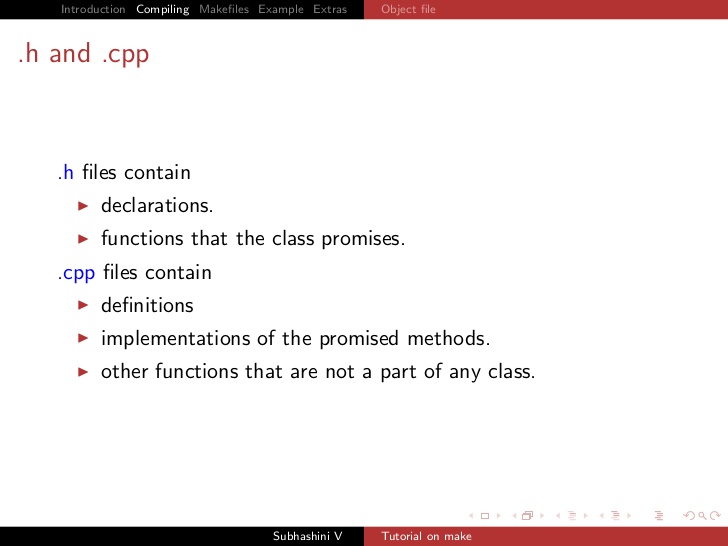 Introduction Compiling Makefiles Example Extras Object file
.h and .cpp
.h files contain
declarations.
functions that the class promises.
.cpp files contain
definitions
implementations of the promised methods.
other functions that are not a part of any class.
Subhashini V Tutorial on make